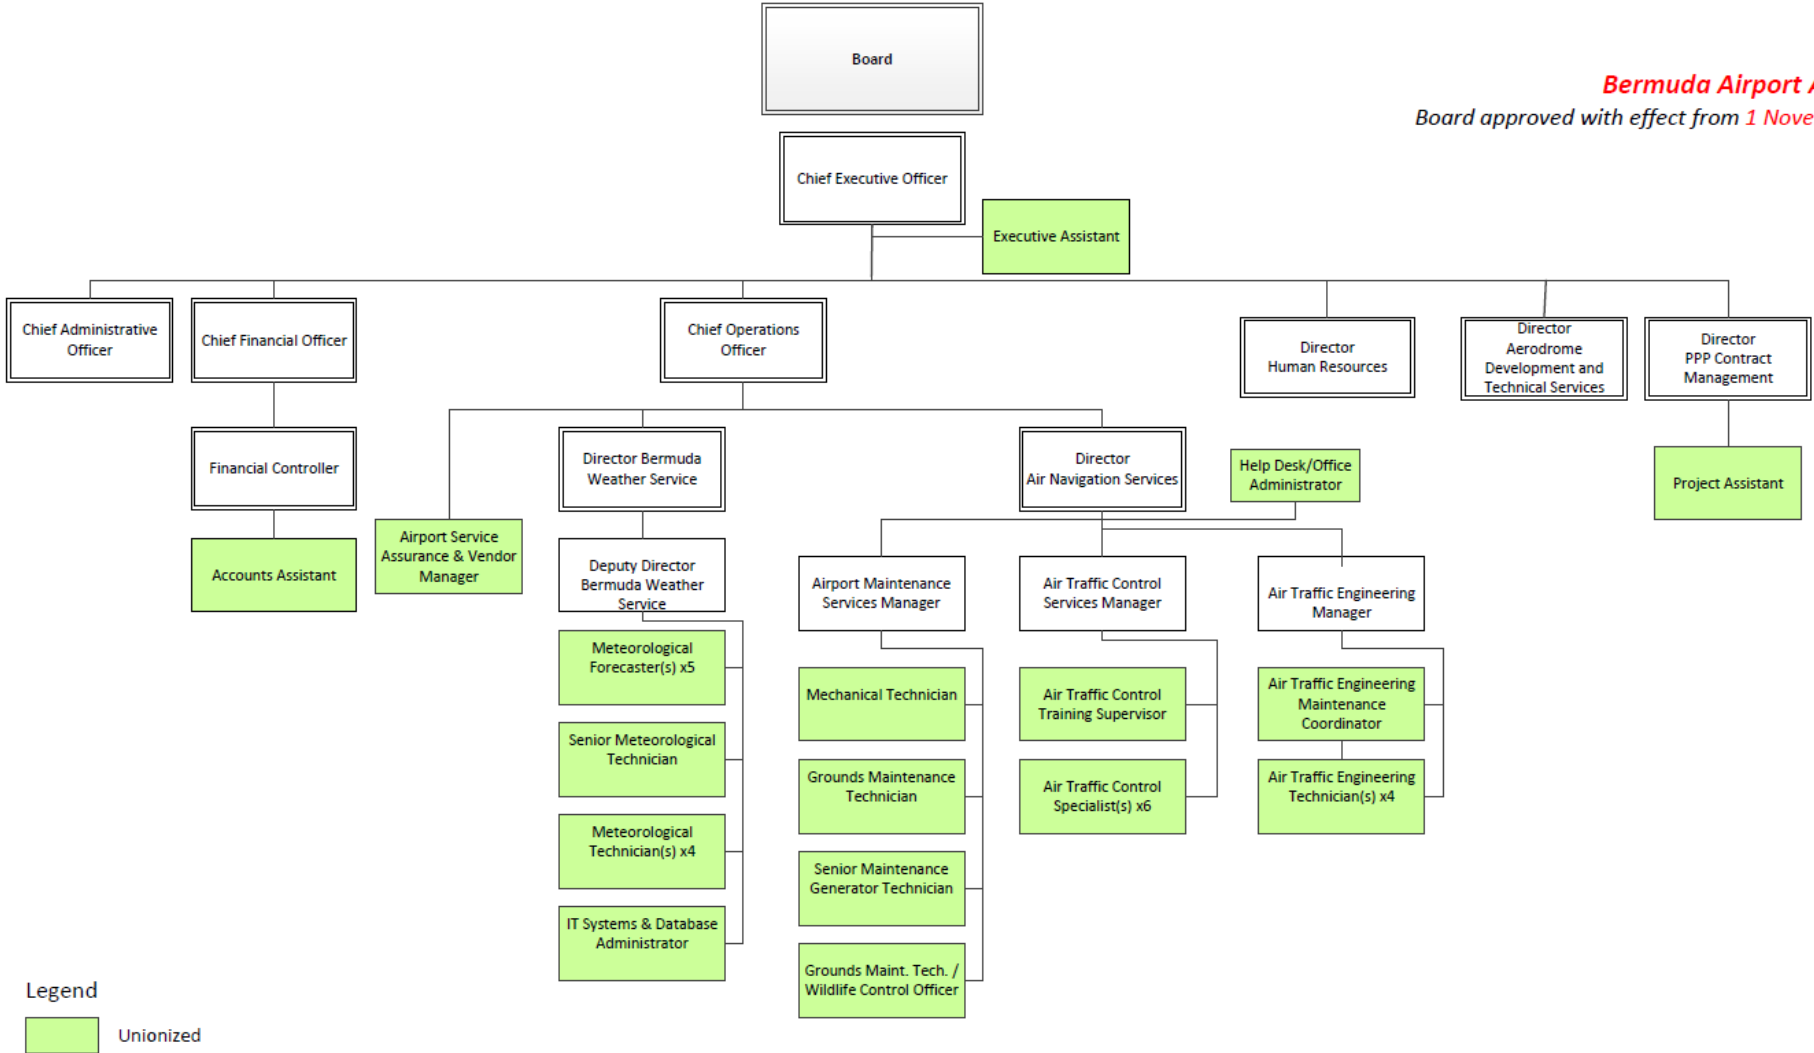 Board
Bermuda Airport
Board approved with effect from 1 Nove
Chief Executive Officer
Executive Assistant
Chief Administrative
Officer
Chief Financial Officer
Chief Operations
Officer
Director
Human Resources
Director
Aerodrome
Development and
Technical Services
Director
PPP Contract
Management
Financial Controller
Director Bermuda
Weather Service
Director
Air Navigation Services
Help Desk/Office
Administrator
Project Assistant
Accounts Assistant
Airport Service
Assurance & Vendor
Manager
Deputy Director
Bermuda Weather
Service
Airport Maintenance
Services Manager
Air Traffic Control
Services Manager
Air Traffic Engineering
Manager
Meteorological
Forecaster(s) x5
Senior Meteorological
Technician
Meteorological
Technician(s) x4
IT Systems & Database
Administrator
Mechanical Technician
Grounds Maintenance
Technician
Senior Maintenance
Generator Technician
Grounds Maint. Tech. /
Wildlife Control Officer
Air Traffic Control
Training Supervisor
Air Traffic Control
Specialist(s) x6
Air Traffic Engineering
Maintenance
Coordinator
Air Traffic Engineering
Technician(s) x4
Legend
Unionized